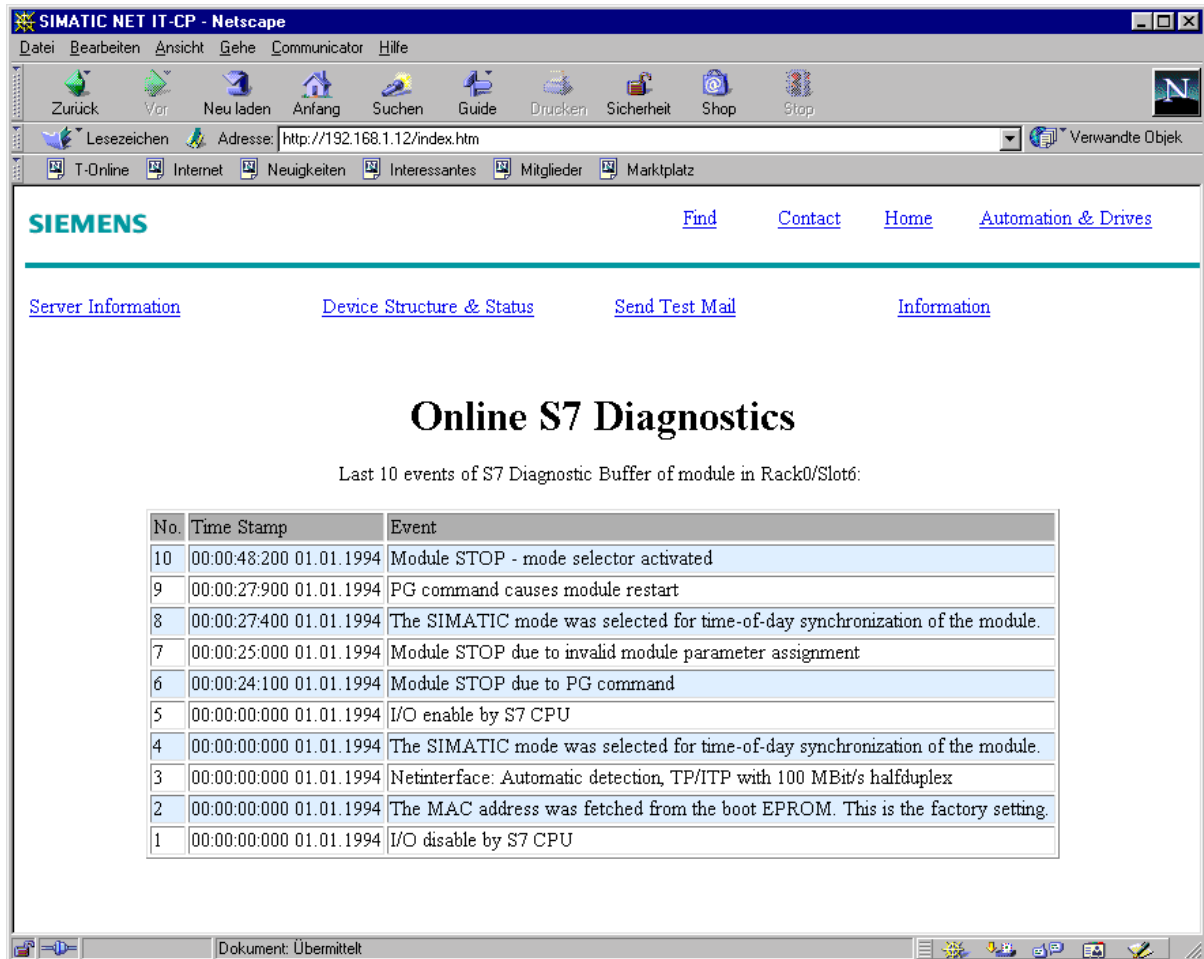 SIMATIC NET IT-CP - Netscape
Datei Bearbeiten Ansicht Gehe Communicator Hilfe
Zurück Vor Neu laden Anfang Suchen Guide Drucken Sicherheit Shop Stop
N
Lesezeichen Adresse: http://192.168.1.12/index.htm Verwandte Objek
T-Online Internet Neuigkeiten Interessantes Mitglieder Marktplatz
SIEMENS Find Contact Home Automation & Drives
Server Information Device Structure & Status Send Test Mail Information
Online S7 Diagnostics
Last 10 events of S7 Diagnostic Buffer of module in Rack0/Slot6:
No. Time Stamp Event
10 00:00:48:200 01.01.1994 Module STOP - mode selector activated
9 00:00:27:900 01.01.1994 PG command causes module restart
8 00:00:27:400 01.01.1994 The SIMATIC mode was selected for time-of-day synchronization of the module.
7 00:00:25:000 01.01.1994 Module STOP due to invalid module parameter assignment
6 00:00:24:100 01.01.1994 Module STOP due to PG command
5 00:00:00:000 01.01.1994 I/O enable by S7 CPU
4 00:00:00:000 01.01.1994 The SIMATIC mode was selected for time-of-day synchronization of the module.
3 00:00:00:000 01.01.1994 Netinterface: Automatic detection, TP/ITP with 100 MBit/s halfduplex
2 00:00:00:000 01.01.1994 The MAC address was fetched from the boot EPROM. This is the factory setting.
1 00:00:00:000 01.01.1994 I/O disable by S7 CPU
Dokument: Übermittelt